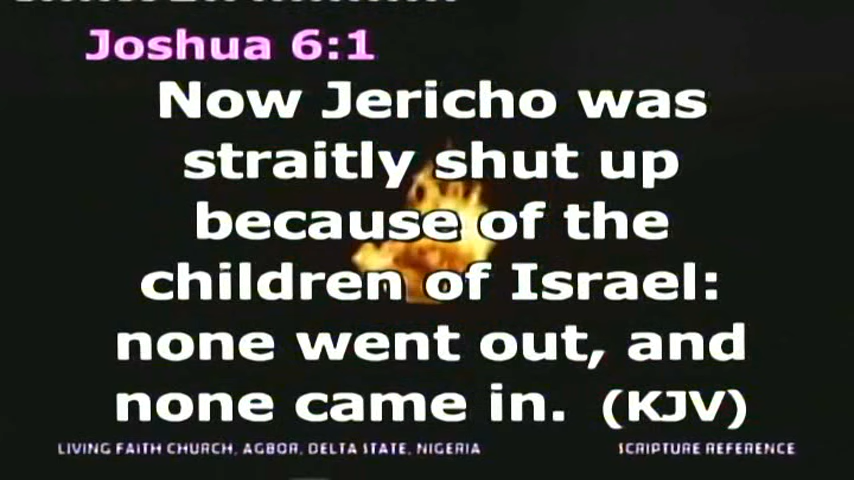 Joshua 6:1
Now Jericho was
straitly shut up
because of the
children of Israel:
none went out, and
none came in. (KJV)
LIVING FAITH CHURCH, AGBOR, DELTA STATE, NIGERIA
SCRIPTURE REFERENCE